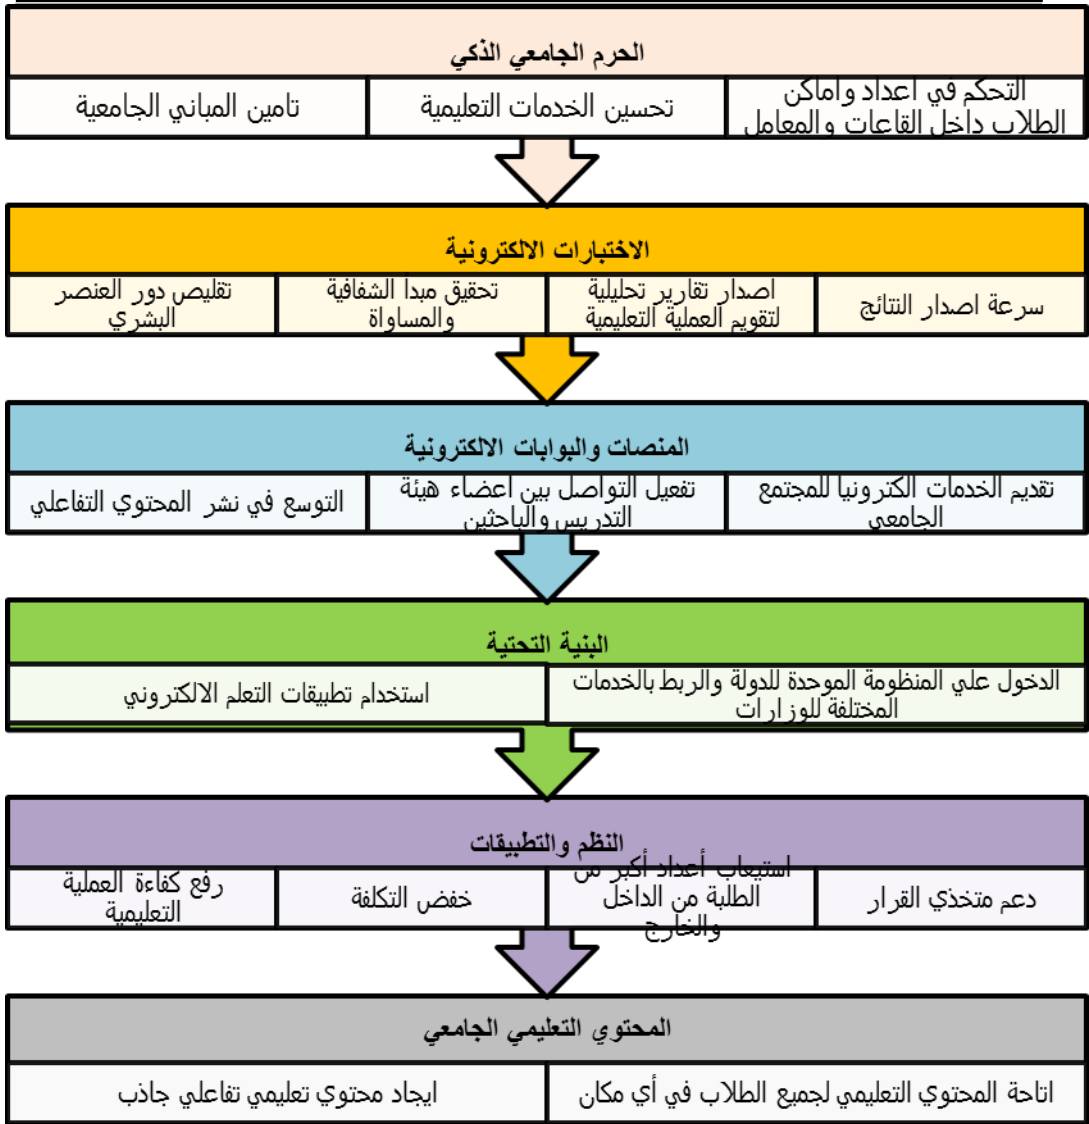 الحرم الجامعي الذكي
التحكم في اعداد واماكن
الطلاب داخل القاعات والمعامل
تحسين الخدمات التعليمية
تامين المباني الجامعية
الاختبارات الالكترونية
سرعة اصدار النتائج
اصدار تقارير تحليلية
لتقويم العملية التعليمية
تحقيق مبدا الشفافية
والمساواة
تقليص دور العنصر
البشري
المنصات والبوابات الالكترونية
تقديم الخدمات الكترونيا للمجتمع
الجامعي
تفعيل التواصل بين اعضاء هيئة
التدريس والباحثين
التوسع في نشر المحتوي التفاعلي
البنية التحتية
الدخول علي المنظومة الموحدة للدولة والربط بالخدمات
المختلفة للوزارات
استخدام تطبيقات التعلم الالكتروني
النظم والتطبيقات
دعم متخذي القرار
استيعاب أعداد أكبر من
الطلبة من الداخل
والخارج
خفض التكلفة
رفع كفاءة العملية
التعليمية
المحتوي التعليمي الجامعي
اتاحة المحتوي التعليمي لجميع الطلاب في أي مكان
ايجاد محتوي تعليمي تفاعلي جاذب